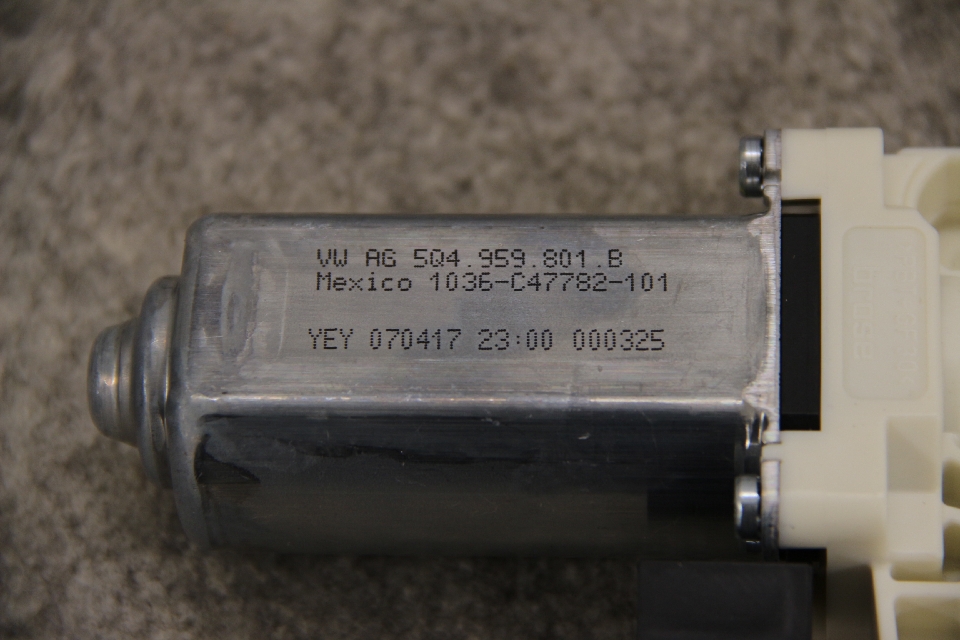 VW AG 5Q4.959.801.B
Mexico 1036-C47782-101
YEY 070417 23:00 000325